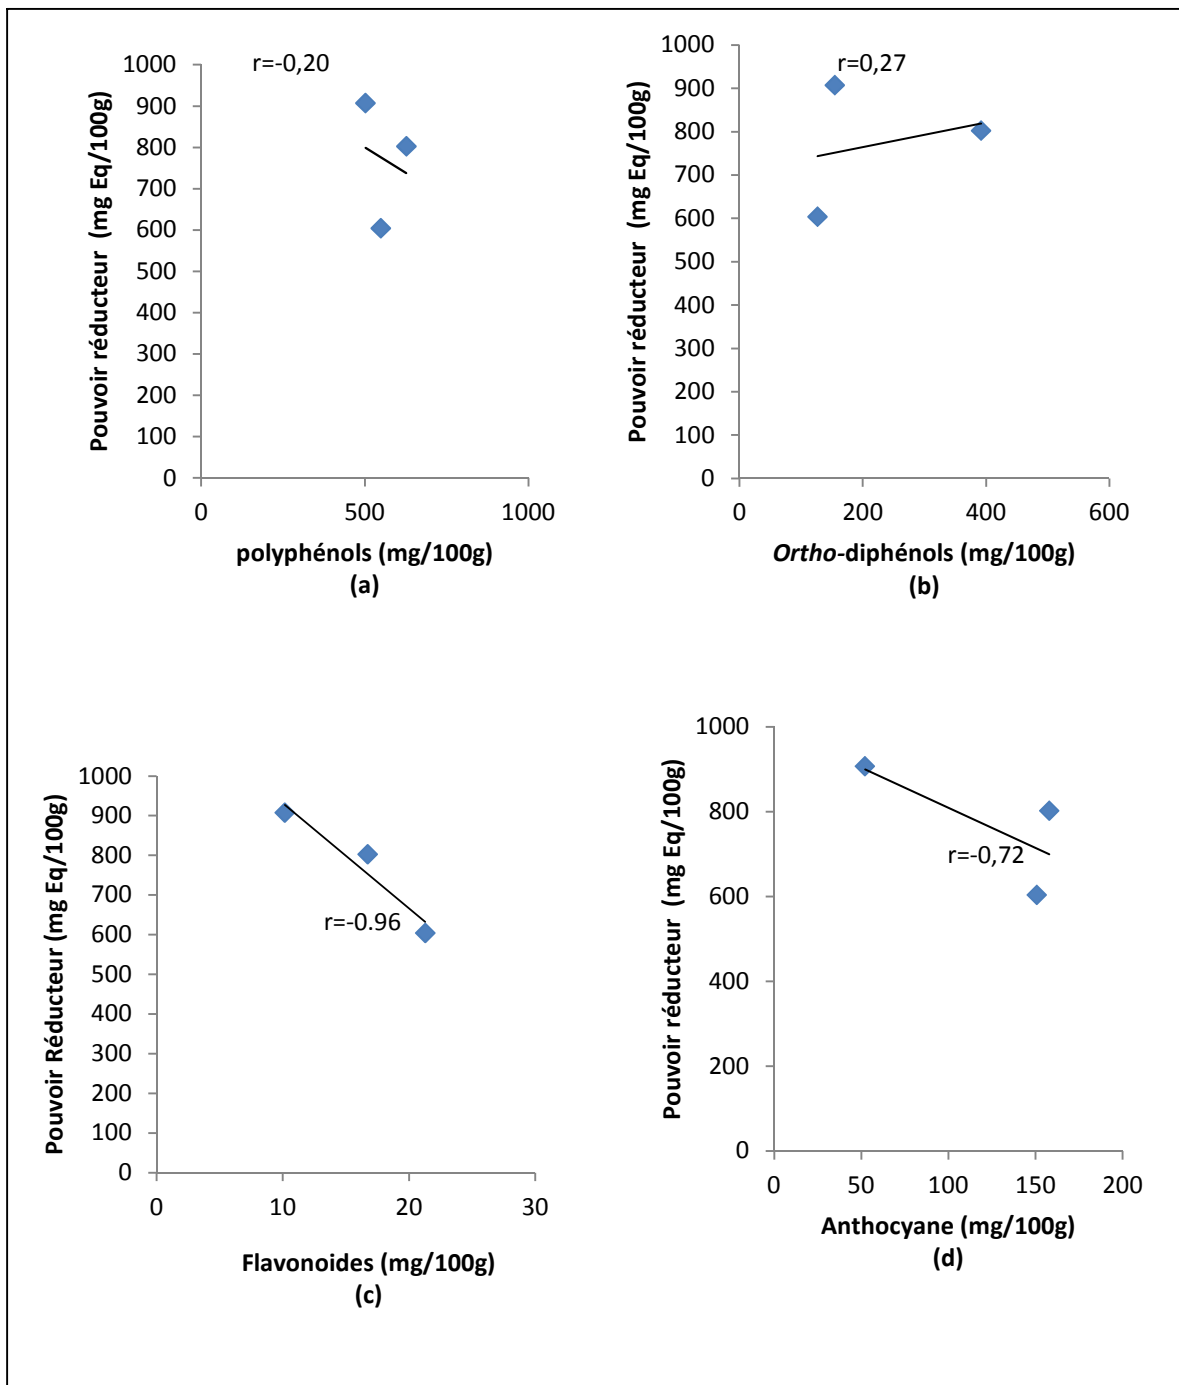 r=-0,20
Pouvoir réducteur (mg Eq/100g)
1000
900
800
700
600
500
400
300
200
100
0
0 500 1000
polyphénols (mg/100g)
(a)
r=0,27
Pouvoir réducteur (mg Eq/100g)
1000
900
800
700
600
500
400
300
200
100
0
0 200 400 600
Ortho-diphénols (mg/100g)
(b)
Pouvoir Réducteur (mg Eq/100g)
1000
900
800
700
600
500
400
300
200
100
0
r=-0.96
0 10 20 30
Flavonoides (mg/100g)
(c)
Pouvoir réducteur (mg Eq/100g)
1000
800
600
400
200
0
r=-0,72
0 50 100 150 200
Anthocyane (mg/100g)
(d)